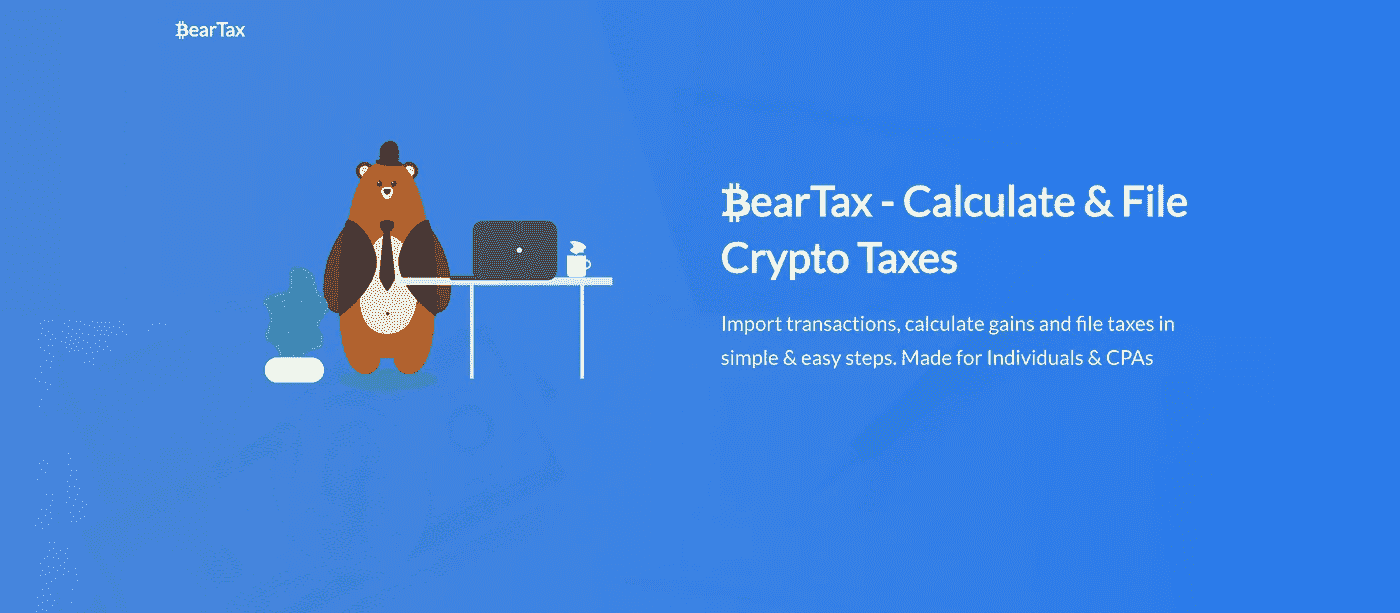 ₿earTax
₿earTax - Calculate & File
Crypto Taxes
Import transactions, calculate gains and file taxes in
simple & easy steps. Made for Individuals & CPAs